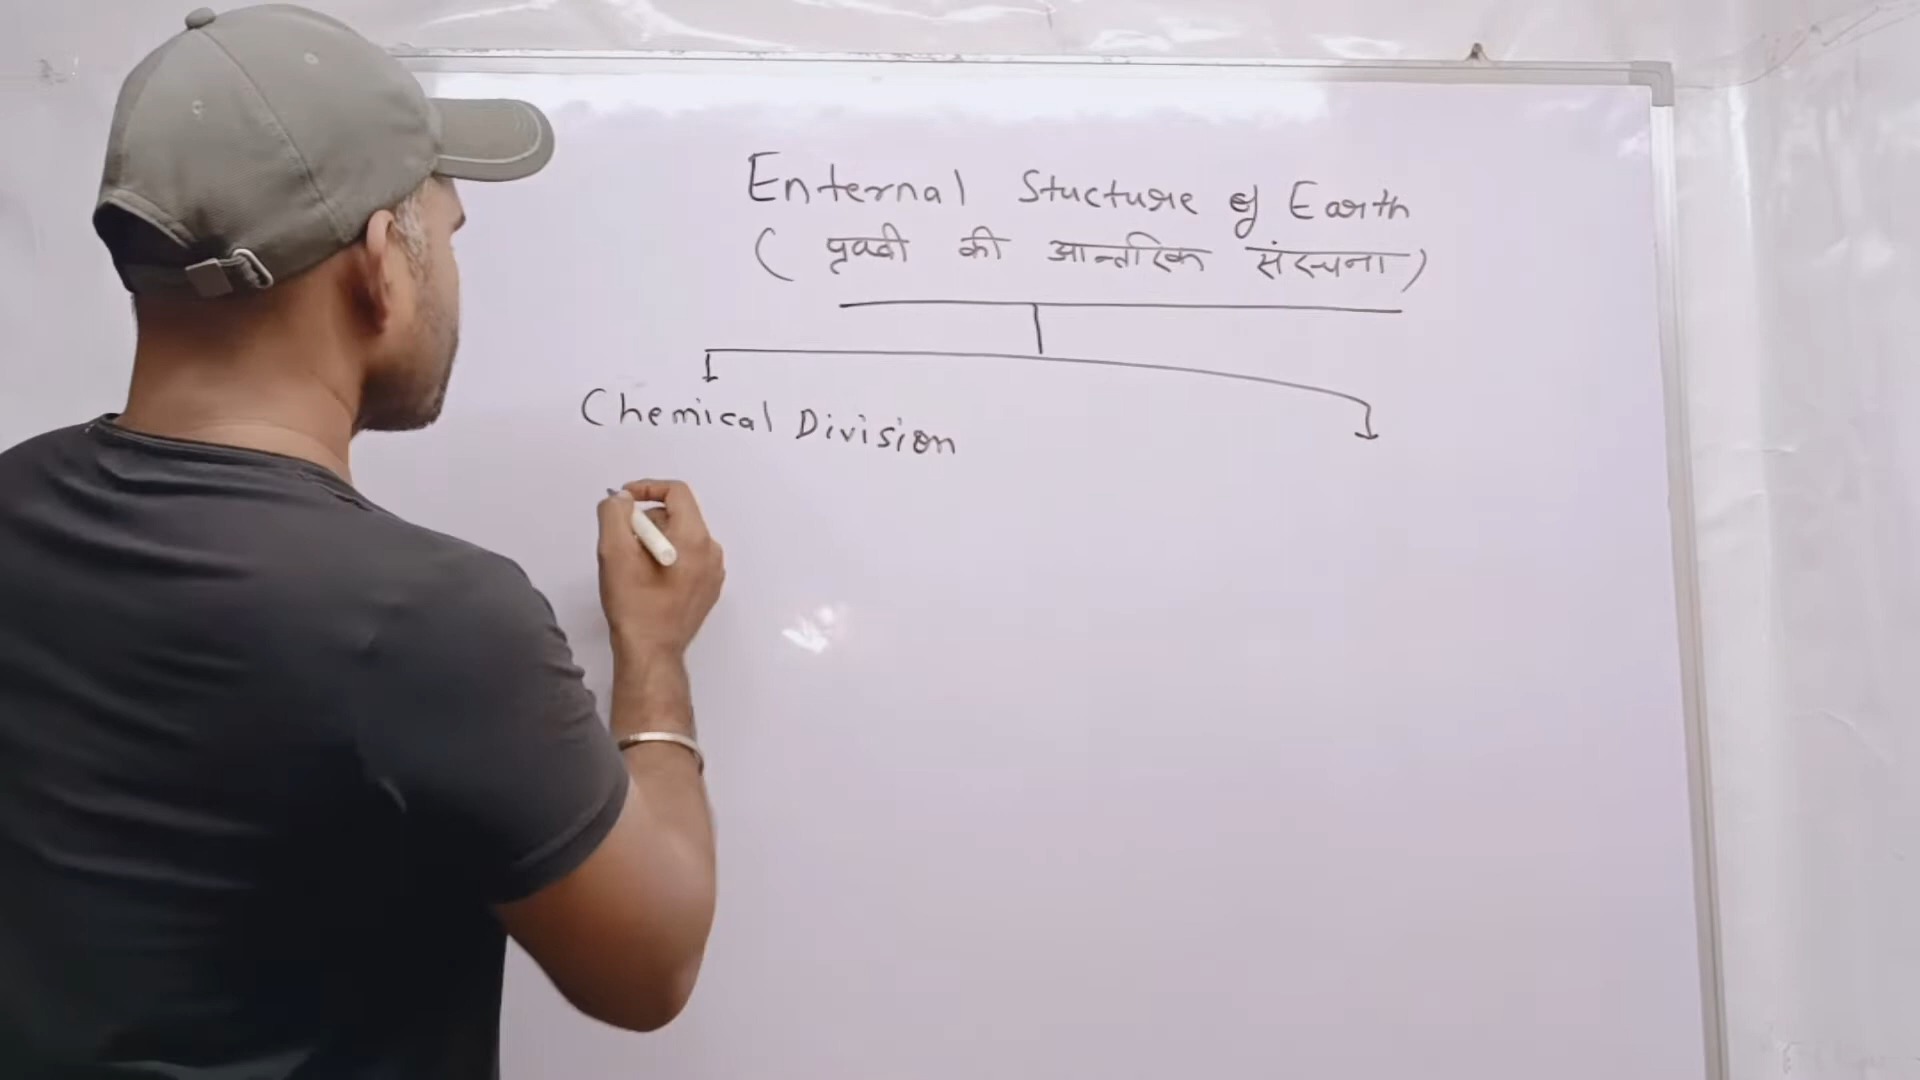 Enternal Stucture of Earth
( पृथ्वी की आन्तरिक संरचना )
Chemical Division